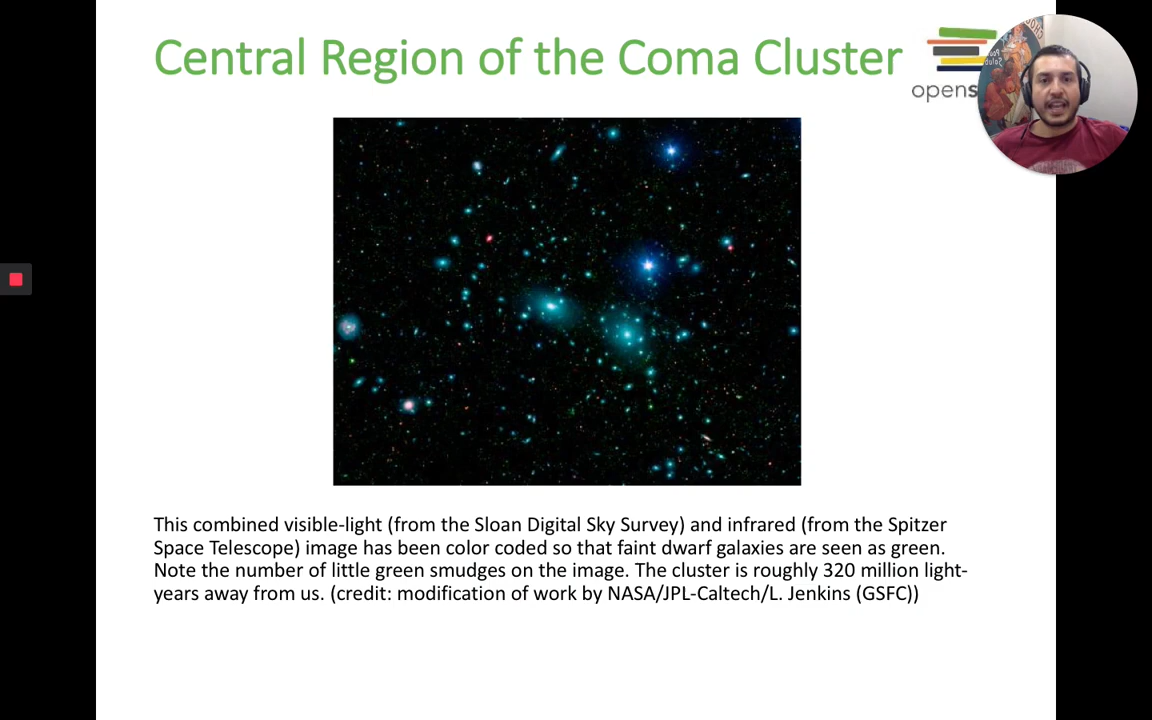 Central Region of the Coma Cluster
opens
This combined visible-light (from the Sloan Digital Sky Survey) and infrared (from the Spitzer
Space Telescope) image has been color coded so that faint dwarf galaxies are seen as green.
Note the number of little green smudges on the image. The cluster is roughly 320 million light-
years away from us. (credit: modification of work by NASA/JPL-Caltech/L. Jenkins (GSFC))